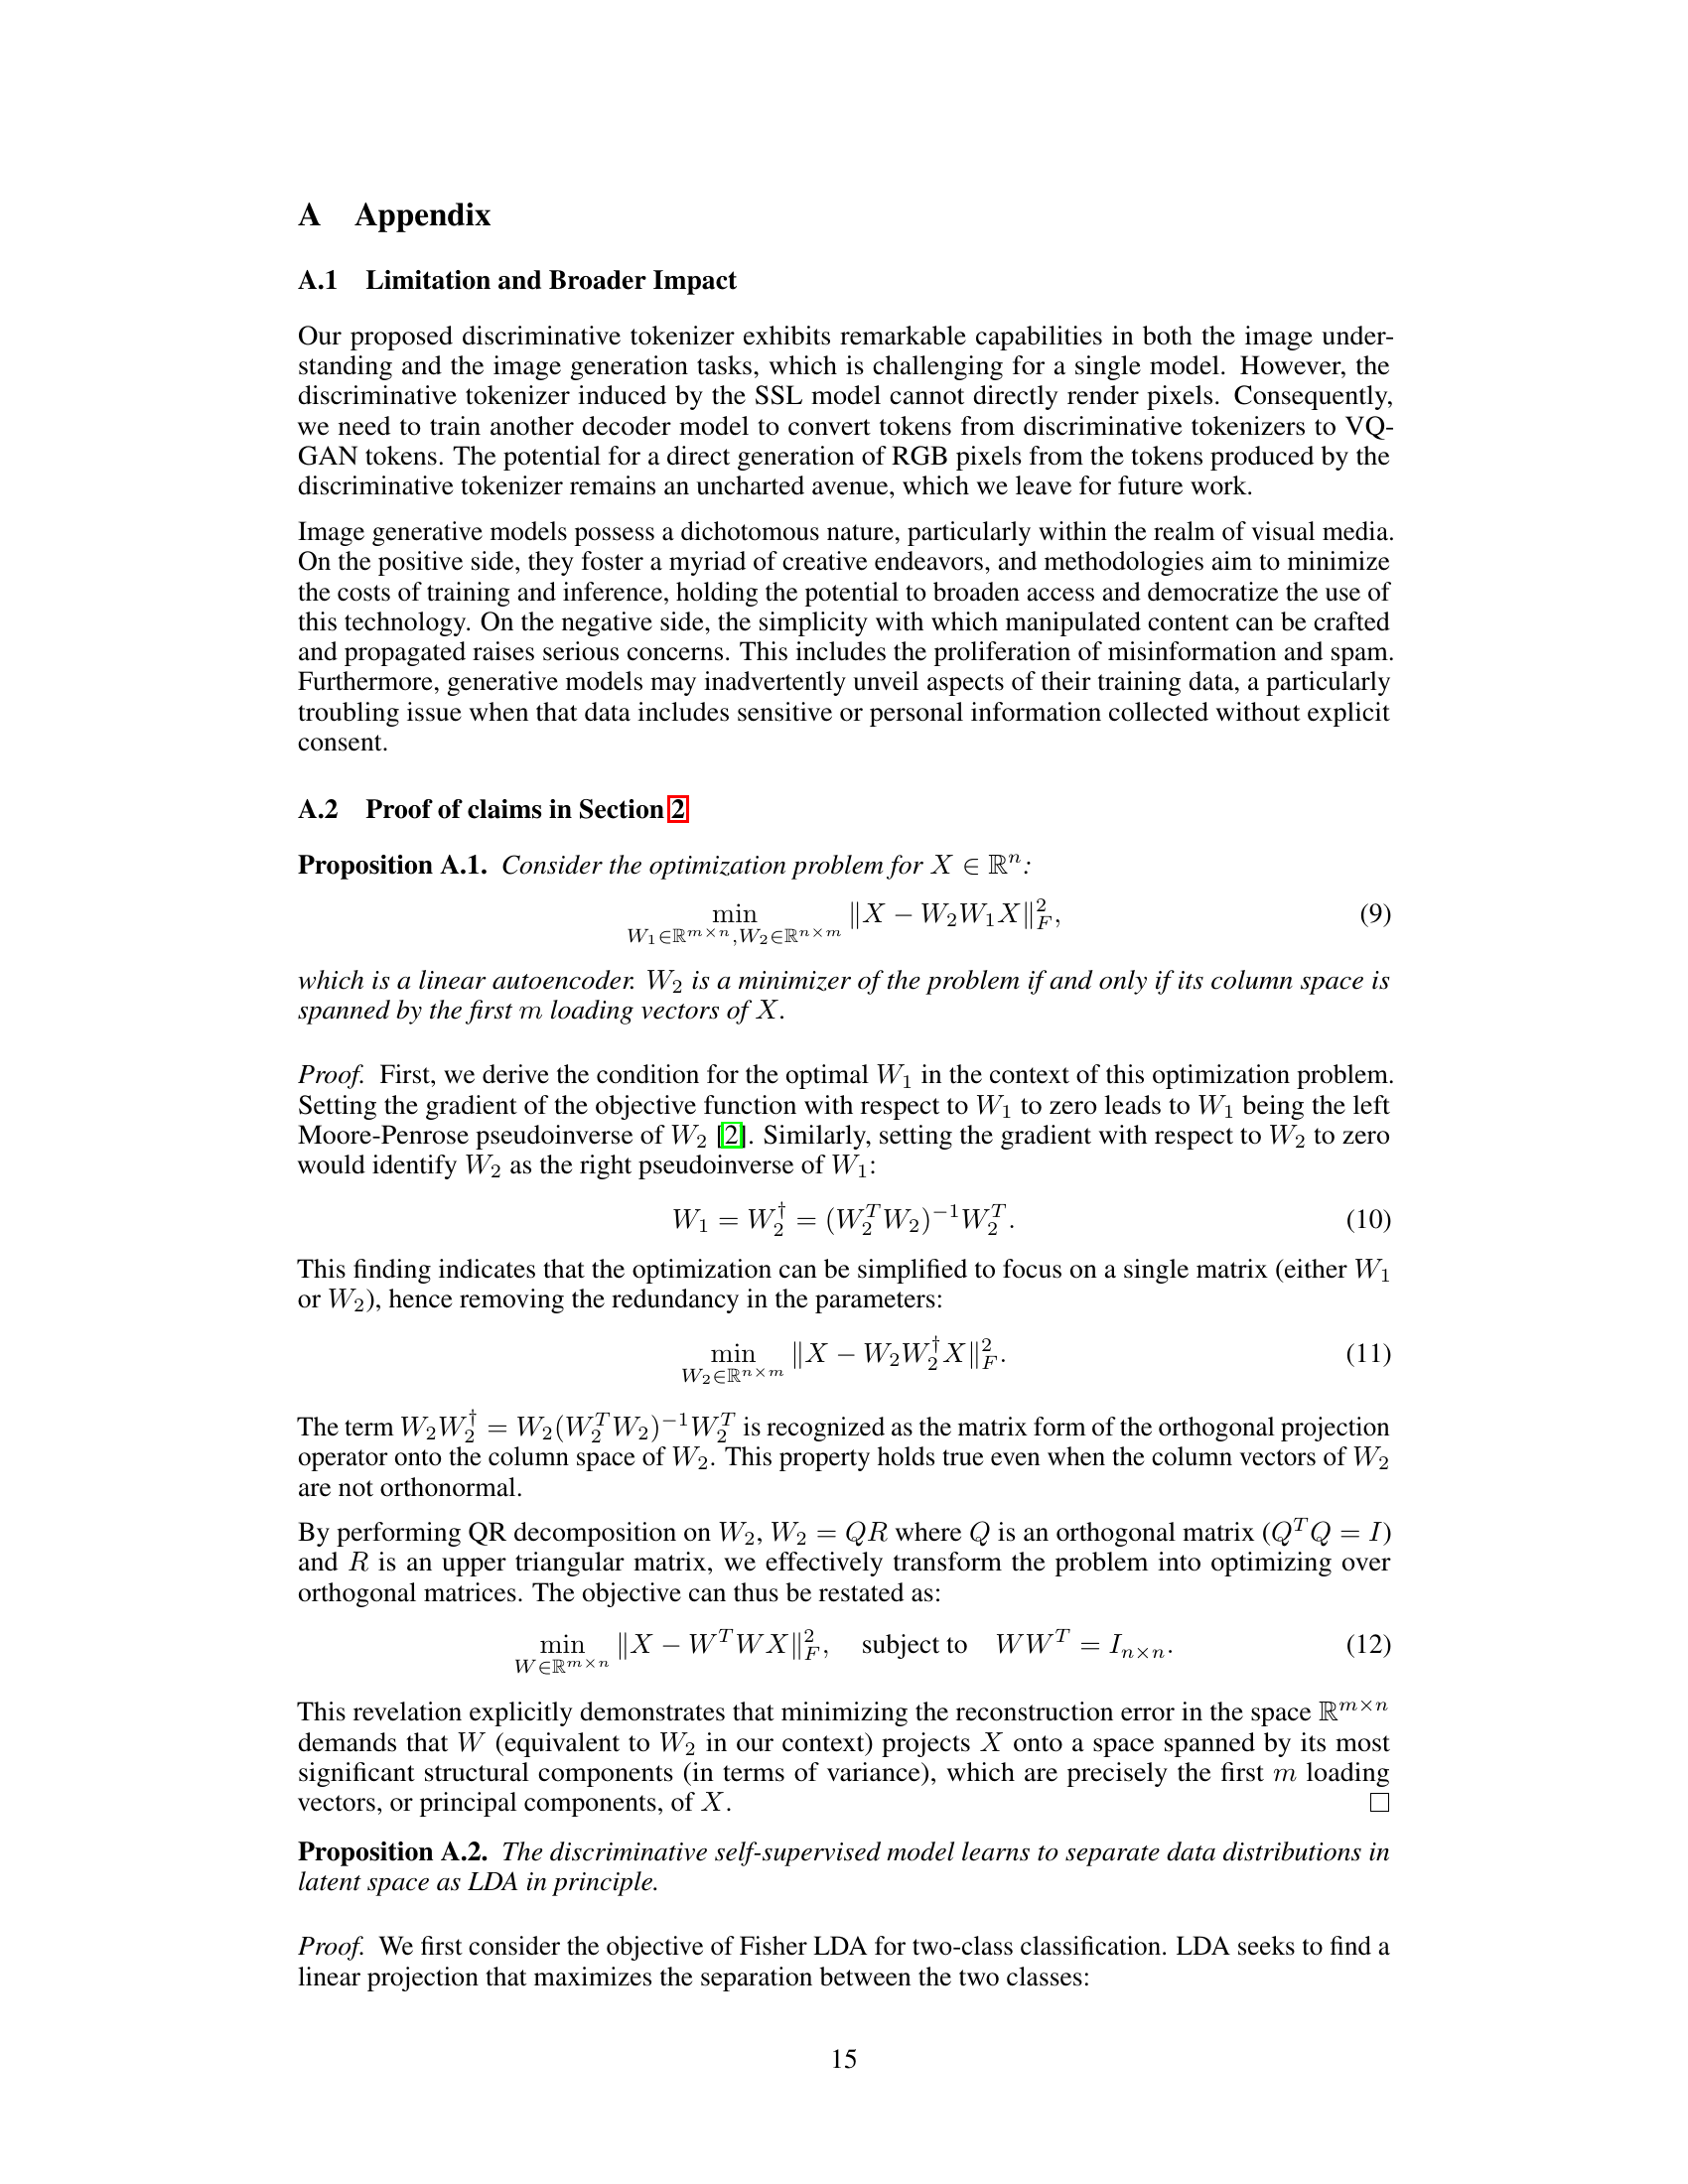 A Appendix
A.1 Limitation and Broader Impact
Our proposed discriminative tokenizer exhibits remarkable capabilities in both the image under-
standing and the image generation tasks, which is challenging for a single model. However, the
discriminative tokenizer induced by the SSL model cannot directly render pixels. Consequently,
we need to train another decoder model to convert tokens from discriminative tokenizers to VQ-
GAN tokens. The potential for a direct generation of RGB pixels from the tokens produced by the
discriminative tokenizer remains an uncharted avenue, which we leave for future work.
Image generative models possess a dichotomous nature, particularly within the realm of visual media.
On the positive side, they foster a myriad of creative endeavors, and methodologies aim to minimize
the costs of training and inference, holding the potential to broaden access and democratize the use of
this technology. On the negative side, the simplicity with which manipulated content can be crafted
and propagated raises serious concerns. This includes the proliferation of misinformation and spam.
Furthermore, generative models may inadvertently unveil aspects of their training data, a particularly
troubling issue when that data includes sensitive or personal information collected without explicit
consent.
A.2 Proof of claims in Section 2
Proposition A.1. Consider the optimization problem for $X \in \mathbb{R}^n$:
$\min_{W_1 \in \mathbb{R}^{m \times n}, W_2 \in \mathbb{R}^{n \times m}} \|X - W_2 W_1 X\|_F^2,$ (9)
which is a linear autoencoder. $W_2$ is a minimizer of the problem if and only if its column space is
spanned by the first $m$ loading vectors of $X$.
Proof. First, we derive the condition for the optimal $W_1$ in the context of this optimization problem.
Setting the gradient of the objective function with respect to $W_1$ to zero leads to $W_1$ being the left
Moore-Penrose pseudoinverse of $W_2$ [2]. Similarly, setting the gradient with respect to $W_2$ to zero
would identify $W_2$ as the right pseudoinverse of $W_1$:
$W_1 = W_2^\dagger = (W_2^T W_2)^{-1} W_2^T.$ (10)
This finding indicates that the optimization can be simplified to focus on a single matrix (either $W_1$
or $W_2$), hence removing the redundancy in the parameters:
$\min_{W_2 \in \mathbb{R}^{n \times m}} \|X - W_2 W_2^\dagger X\|_F^2.$ (11)
The term $W_2 W_2^\dagger = W_2 (W_2^T W_2)^{-1} W_2^T$ is recognized as the matrix form of the orthogonal projection
operator onto the column space of $W_2$. This property holds true even when the column vectors of $W_2$
are not orthonormal.
By performing QR decomposition on $W_2$, $W_2 = QR$ where $Q$ is an orthogonal matrix ($Q^T Q = I$)
and $R$ is an upper triangular matrix, we effectively transform the problem into optimizing over
orthogonal matrices. The objective can thus be restated as:
$\min_{W \in \mathbb{R}^{m \times n}} \|X - W^T W X\|_F^2,$ subject to $W W^T = I_{n \times n}.$ (12)
This revelation explicitly demonstrates that minimizing the reconstruction error in the space $\mathbb{R}^{m \times n}$
demands that $W$ (equivalent to $W_2$ in our context) projects $X$ onto a space spanned by its most
significant structural components (in terms of variance), which are precisely the first $m$ loading
vectors, or principal components, of $X$. □
Proposition A.2. The discriminative self-supervised model learns to separate data distributions in
latent space as LDA in principle.
Proof. We first consider the objective of Fisher LDA for two-class classification. LDA seeks to find a
linear projection that maximizes the separation between the two classes:
15